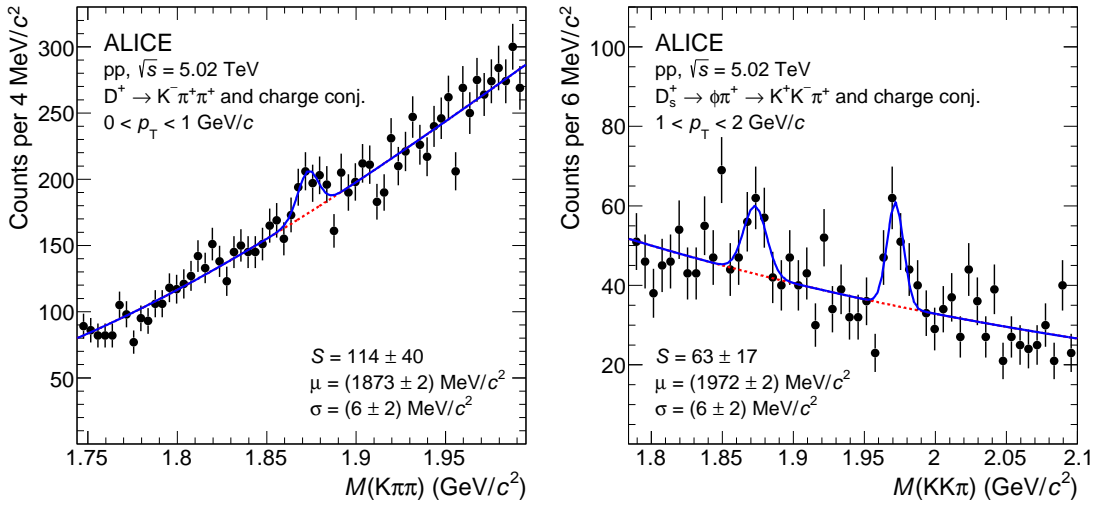 Counts per 4 MeV/c²
300
250
200
150
100
50
ALICE
pp, √s = 5.02 TeV
D⁺ → K⁻π⁺π⁺ and charge conj.
0 < p_T < 1 GeV/c
S = 114 ± 40
μ = (1873 ± 2) MeV/c²
σ = (6 ± 2) MeV/c²
1.75 1.8 1.85 1.9 1.95
M(Kππ) (GeV/c²)
Counts per 6 MeV/c²
100
80
60
40
20
ALICE
pp, √s = 5.02 TeV
D_s⁺ → ϕπ⁺ → K⁺K⁻π⁺ and charge conj.
1 < p_T < 2 GeV/c
S = 63 ± 17
μ = (1972 ± 2) MeV/c²
σ = (6 ± 2) MeV/c²
1.8 1.85 1.9 1.95 2 2.05 2.1
M(KKπ) (GeV/c²)